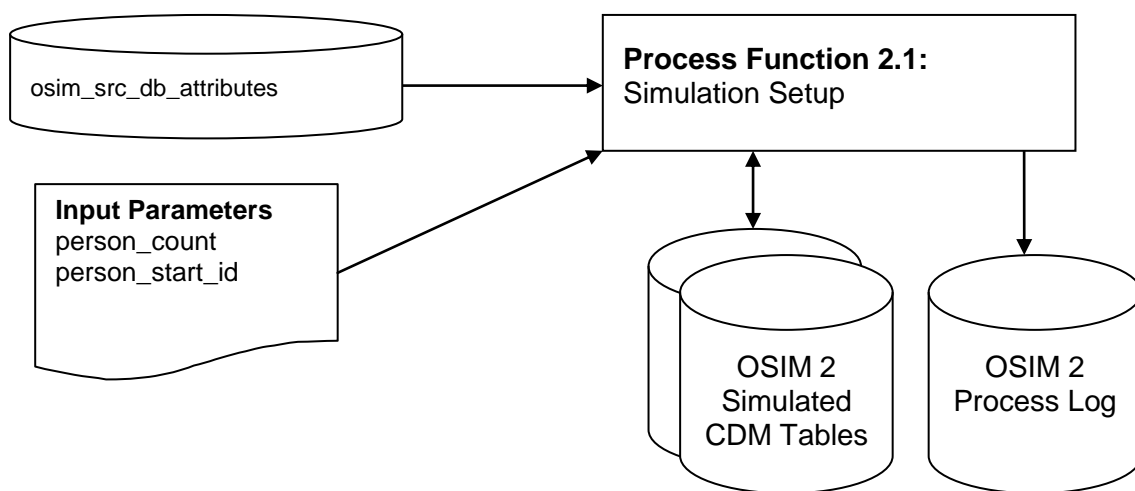 osim_src_db_attributes
Process Function 2.1:
Simulation Setup
Input Parameters
person_count
person_start_id
OSIM 2
Simulated
CDM Tables
OSIM 2
Process Log